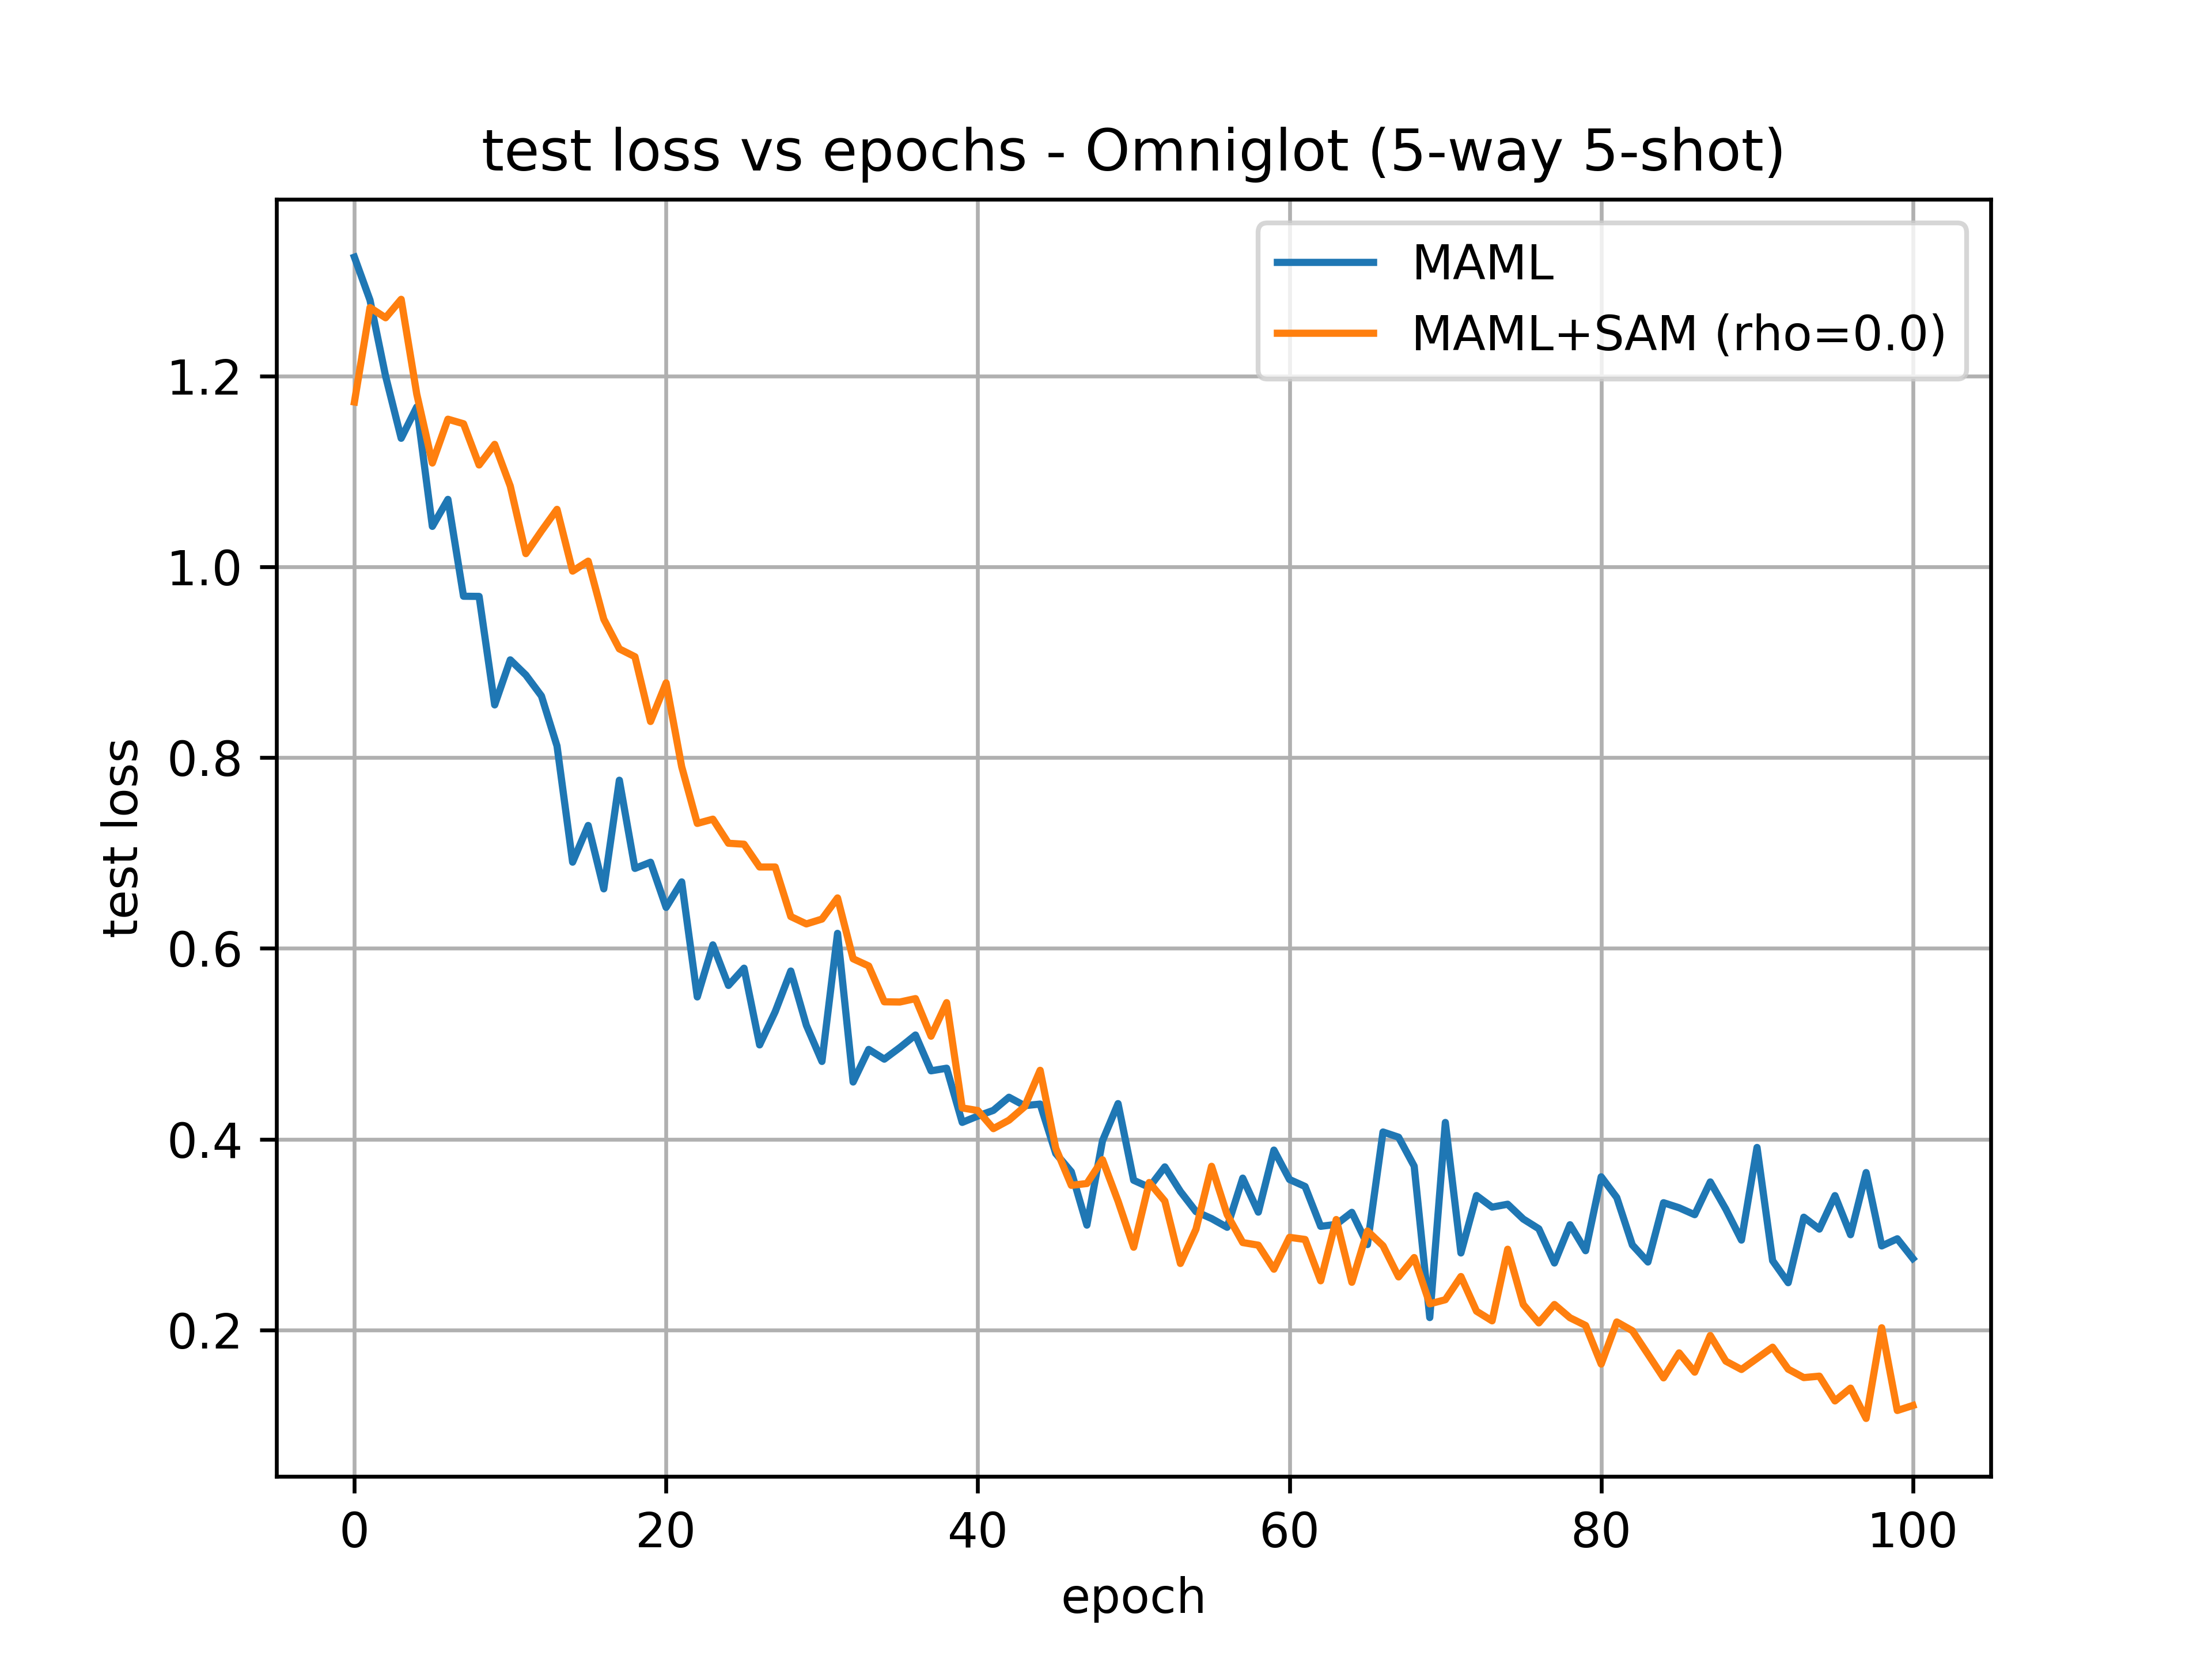 test loss vs epochs - Omniglot (5-way 5-shot)
MAML
MAML+SAM (rho=0.0)
1.2
1.0
0.8
0.6
0.4
0.2
test loss
0 20 40 60 80 100
epoch